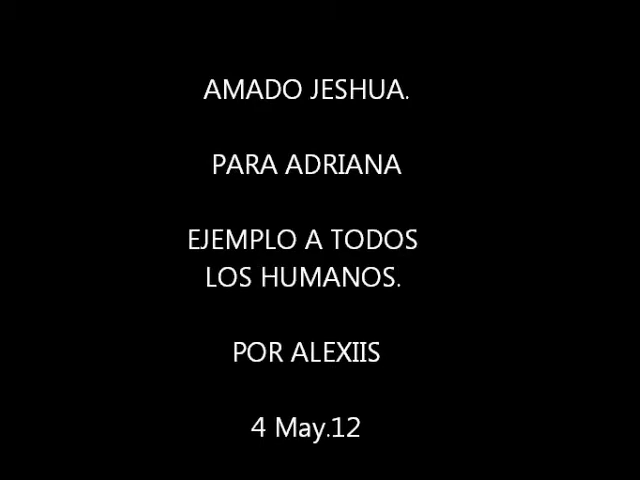 AMADO JESHUA.
PARA ADRIANA
EJEMPLO A TODOS
LOS HUMANOS.
POR ALEXIIS
4 May.12